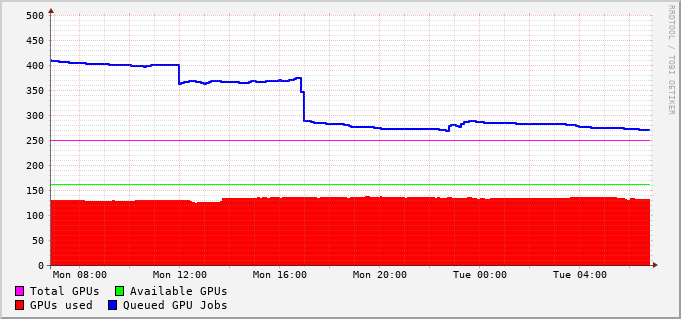 500
450
400
350
300
250
200
150
100
50
0
Mon 08:00 Mon 12:00 Mon 16:00 Mon 20:00 Tue 00:00 Tue 04:00
Total GPUs Available GPUs
GPUs used Queued GPU Jobs
RRDTOOL / TOBI OETIKER